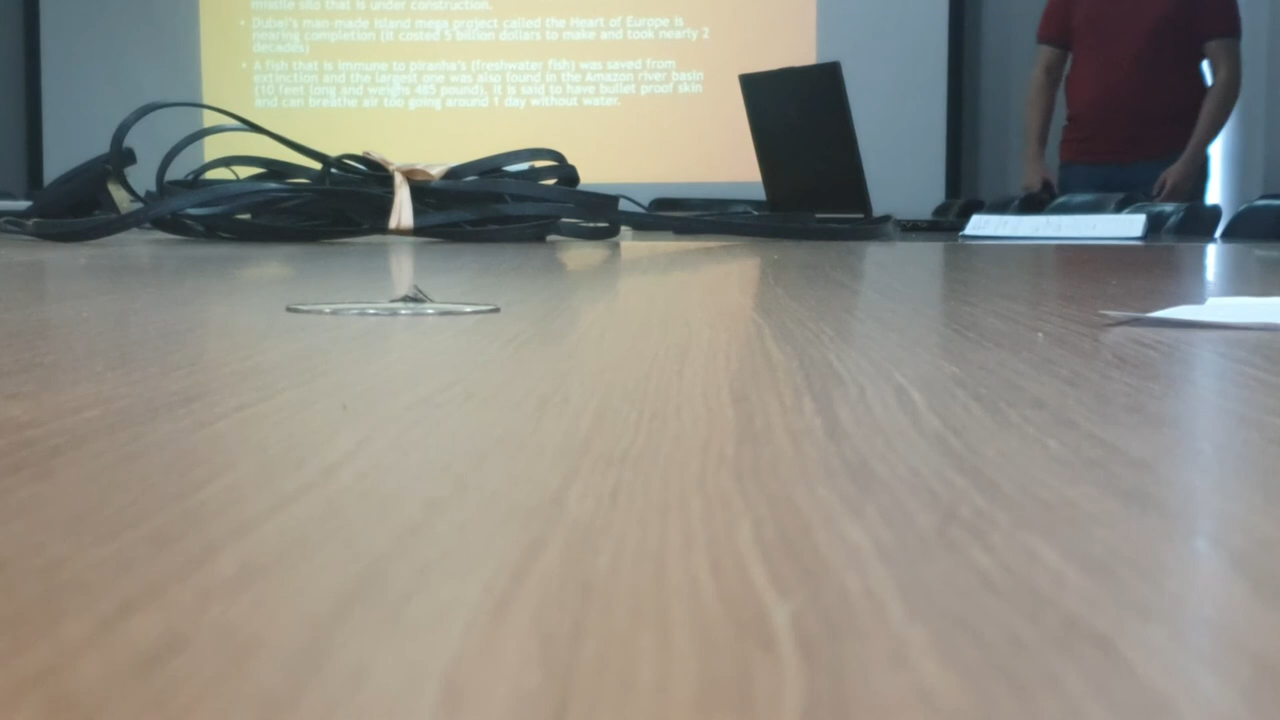 missile silo that is under construction.
• Dubai's man-made island mega project called the Heart of Europe is
nearing completion (it costed 5 billion dollars to make and took nearly 2
decades)
• A fish that is immune to piranha's (freshwater fish) was saved from
extinction and the largest one was also found in the Amazon river basin
(10 feet long and weighs 485 pound), it is said to have bullet proof skin
and can breathe air too going around 1 day without water.